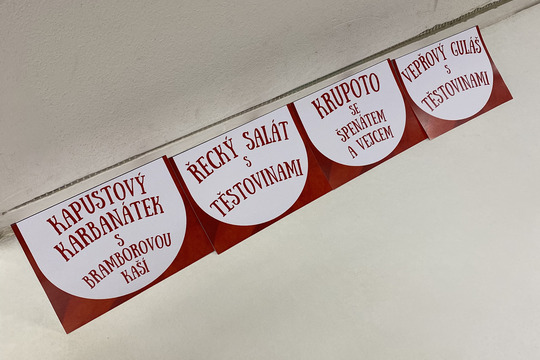 KAPUSTOVÝ
KARBANÁTEK
S
BRAMBOROVOU
KAŠÍ
ŘECKÝ SALÁT
S
TĚSTOVINAMI
KRUPOTO
SE
ŠPENÁTEM
A VEJCEM
VEPŘOVÝ GULÁŠ
S
TĚSTOVINAMI